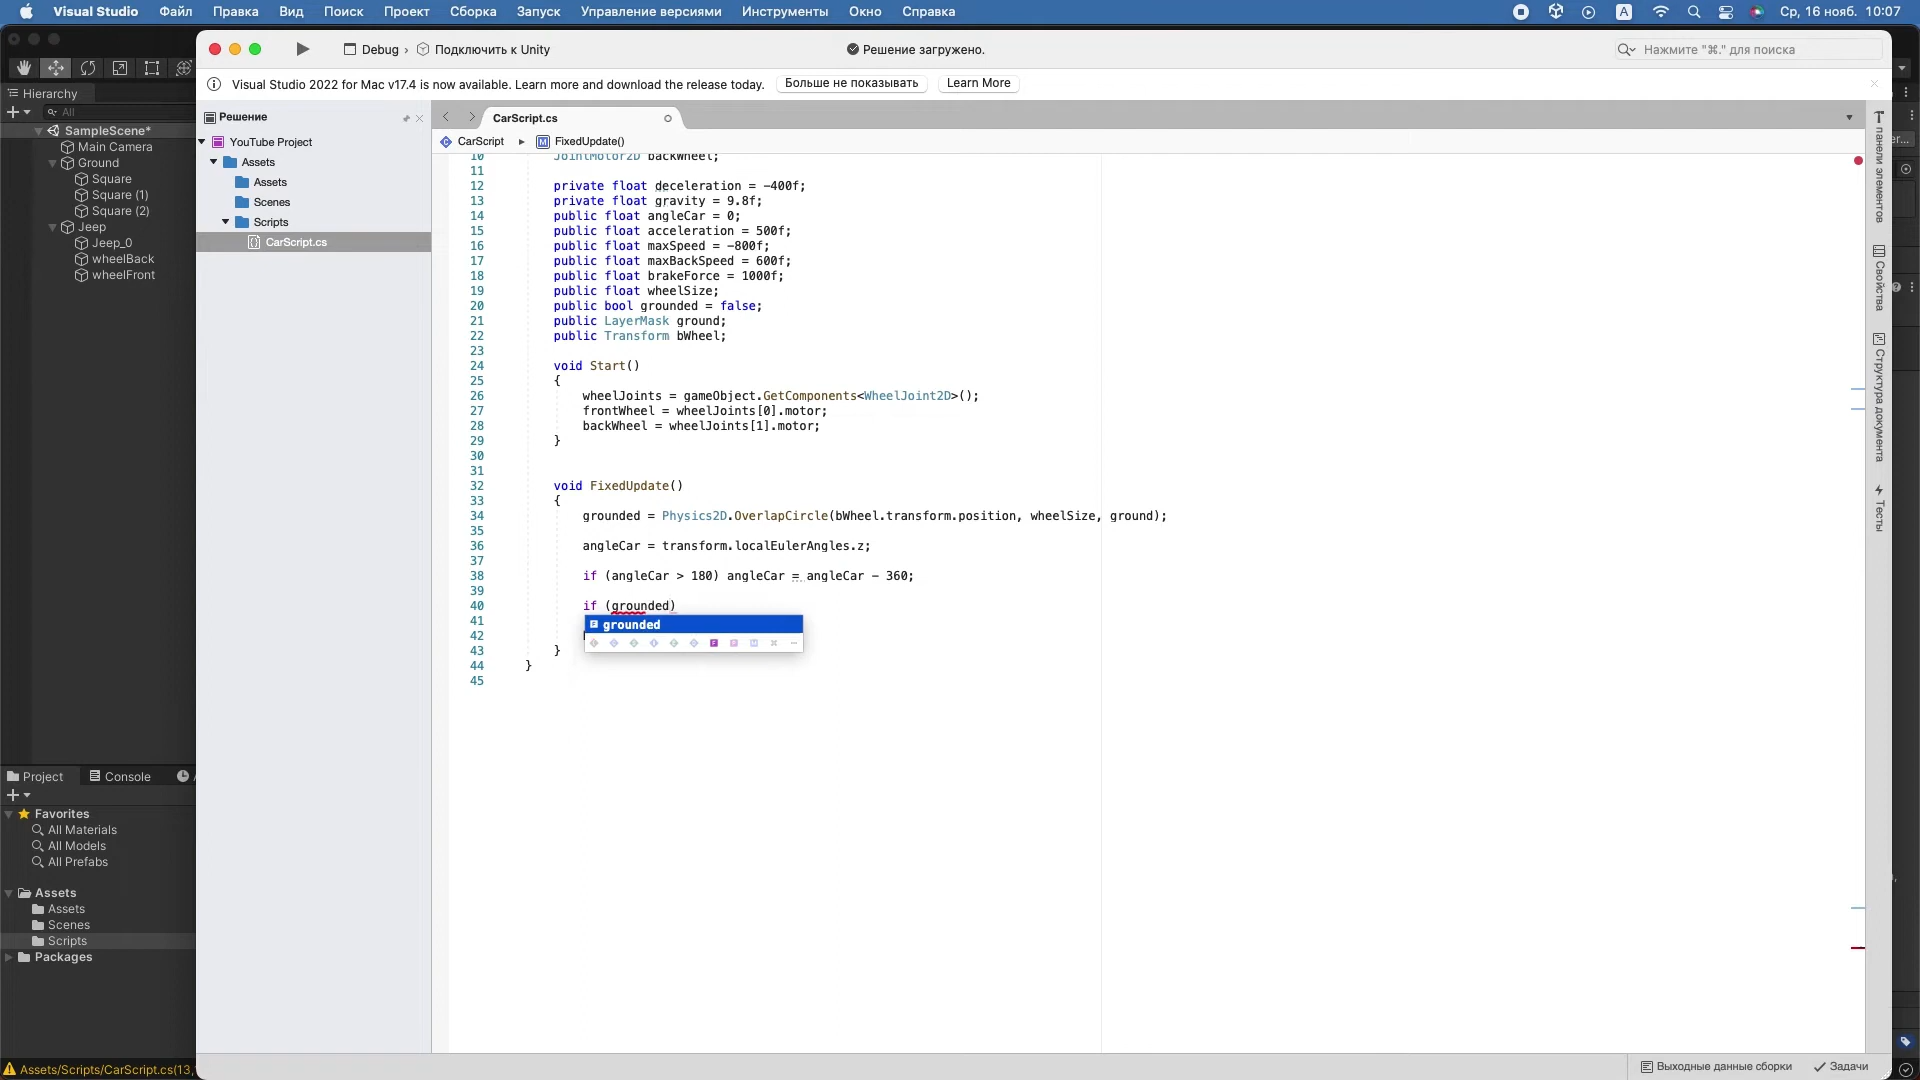 Visual Studio Файл Правка Вид Поиск Проект Сборка Запуск Управление версиями Инструменты Окно Справка A Ср, 16 нояб. 10:07
Debug › Подключить к Unity Решение загружено. Нажмите "⌘." для поиска
Visual Studio 2022 for Mac v17.4 is now available. Learn more and download the release today. Больше не показывать Learn More
Hierarchy
All
SampleScene*
Main Camera
Ground
Square
Square (1)
Square (2)
Jeep
Jeep_0
wheelBack
wheelFront
Project Console
Favorites
All Materials
All Models
All Prefabs
Assets
Assets
Scenes
Scripts
Packages
Assets/Scripts/CarScript.cs(13,
Решение
YouTube Project
Assets
Assets
Scenes
Scripts
CarScript.cs
CarScript.cs
CarScript ▸ FixedUpdate()
10 JointMotor2D backWheel;
11
12 private float deceleration = -400f;
13 private float gravity = 9.8f;
14 public float angleCar = 0;
15 public float acceleration = 500f;
16 public float maxSpeed = -800f;
17 public float maxBackSpeed = 600f;
18 public float brakeForce = 1000f;
19 public float wheelSize;
20 public bool grounded = false;
21 public LayerMask ground;
22 public Transform bWheel;
23
24 void Start()
25 {
26 wheelJoints = gameObject.GetComponents<WheelJoint2D>();
27 frontWheel = wheelJoints[0].motor;
28 backWheel = wheelJoints[1].motor;
29 }
30
31
32 void FixedUpdate()
33 {
34 grounded = Physics2D.OverlapCircle(bWheel.transform.position, wheelSize, ground);
35
36 angleCar = transform.localEulerAngles.z;
37
38 if (angleCar > 180) angleCar = angleCar - 360;
39
40 if (grounded)
41 grounded
42
43 }
44 }
45
панели элементов
Свойства
Структура документа
Тесты
Выходные данные сборки Задачи